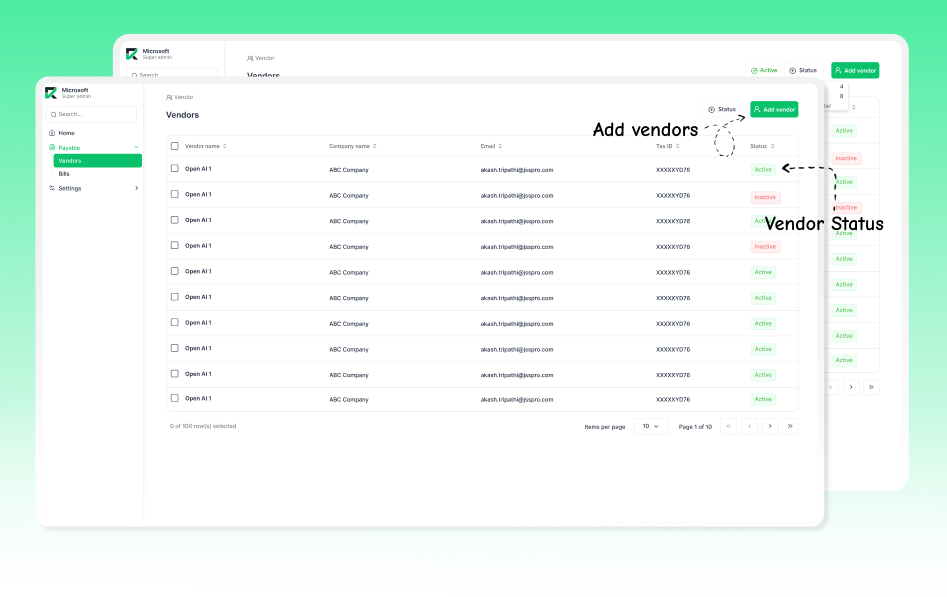 Microsoft
Super admin
Search
Vendor
Vendors
Active
Status
Add vendor
4
8
Active
Inactive
Active
Inactive
Active
Active
Active
Active
Active
Active
Microsoft
Super admin
Search...
Home
Payable
Vendors
Bills
Settings
Vendor
Vendors
Status
Add vendor
Add vendors
Vendor name Company name Email Tax ID Status
Open AI 1 ABC Company akash.tripathi@jsspro.com XXXXXYD76 Active
Open AI 1 ABC Company akash.tripathi@jsspro.com XXXXXYD76 Inactive
Open AI 1 ABC Company akash.tripathi@jsspro.com XXXXXYD76
Vendor Status
Open AI 1 ABC Company akash.tripathi@jsspro.com XXXXXYD76 Inactive
Open AI 1 ABC Company akash.tripathi@jsspro.com XXXXXYD76 Active
Open AI 1 ABC Company akash.tripathi@jsspro.com XXXXXYD76 Active
Open AI 1 ABC Company akash.tripathi@jsspro.com XXXXXYD76 Active
Open AI 1 ABC Company akash.tripathi@jsspro.com XXXXXYD76 Active
Open AI 1 ABC Company akash.tripathi@jsspro.com XXXXXYD76 Active
Open AI 1 ABC Company akash.tripathi@jsspro.com XXXXXYD76 Active
0 of 100 row(s) selected Items per page 10 Page 1 of 10